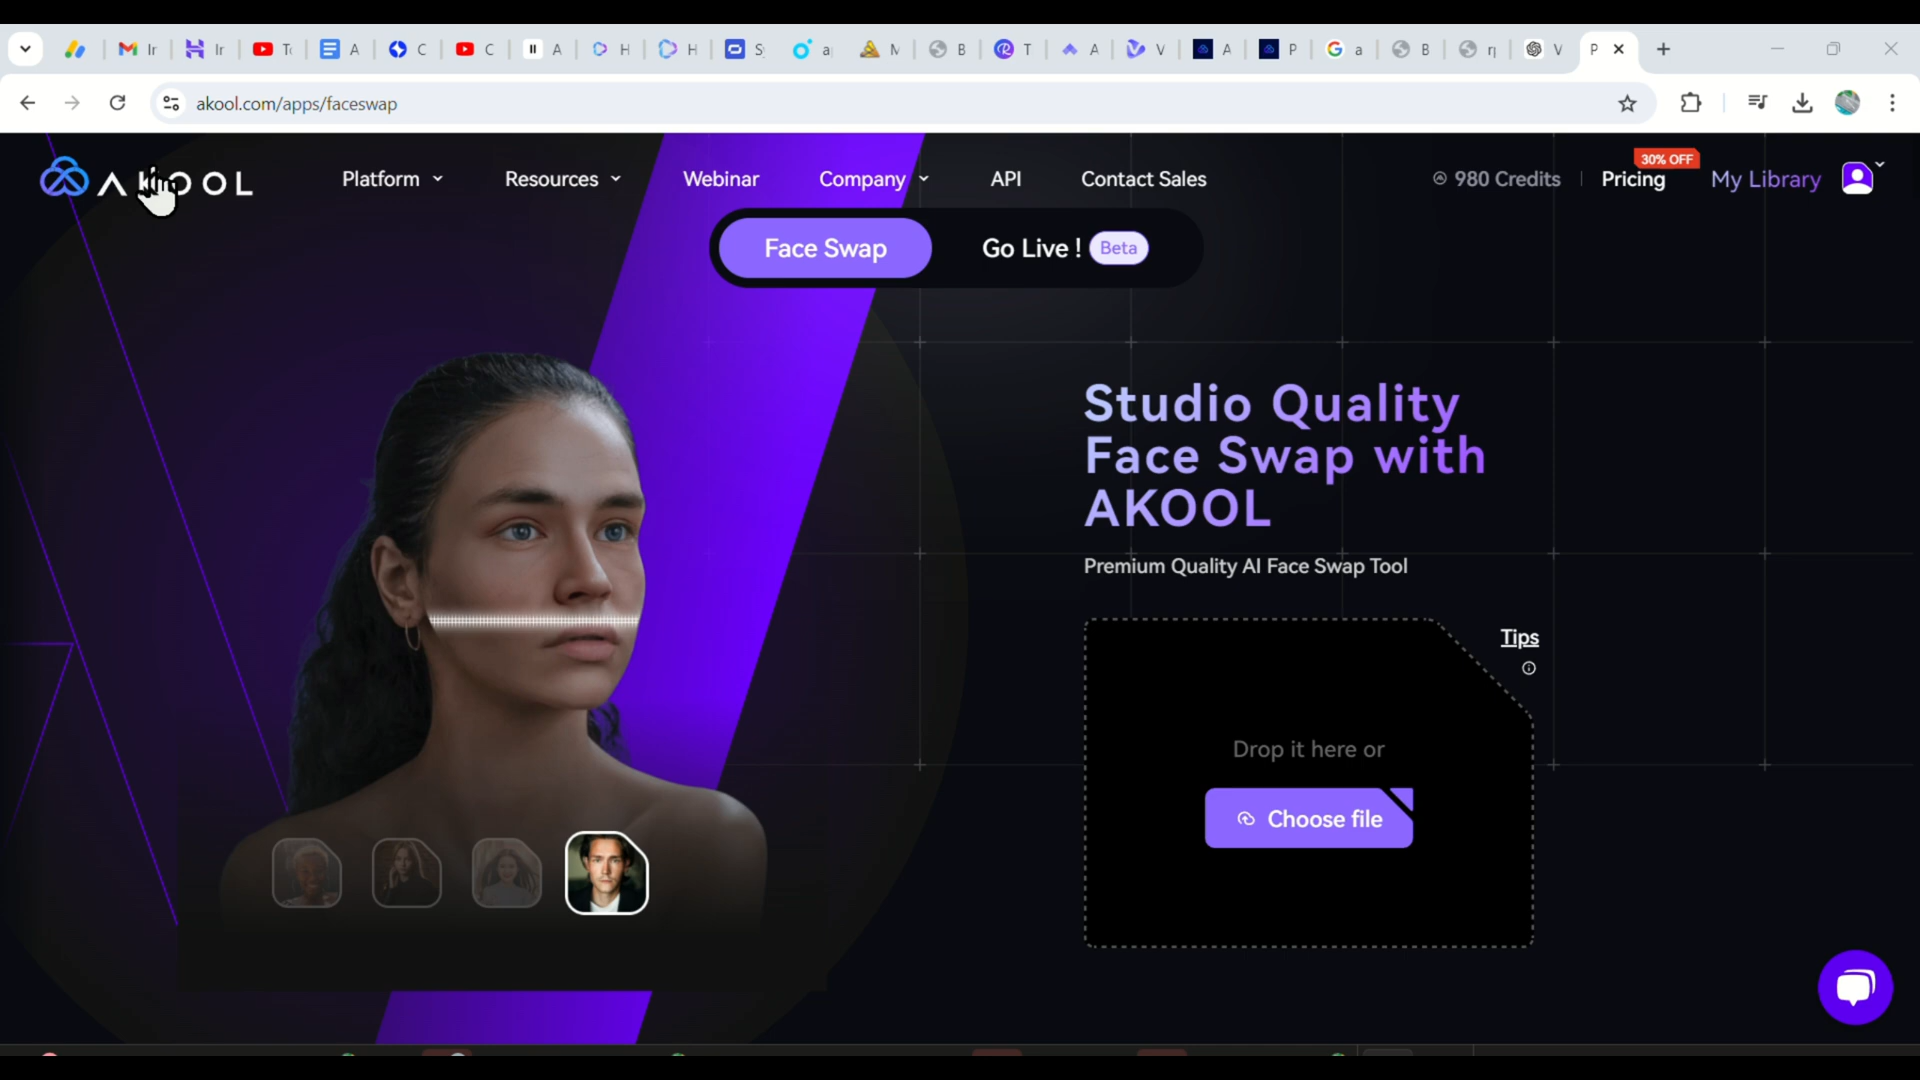 Ir
Ir
T
A
C
C
A
H
H
S
a
M
B
T
A
V
A
P
a
B
r
V
P
akool.com/apps/faceswap
AKOOL
Platform
Resources
Webinar
Company
API
Contact Sales
980 Credits
30% OFF
Pricing
My Library
Face Swap
Go Live !
Beta
Studio Quality
Face Swap with
AKOOL
Premium Quality AI Face Swap Tool
Tips
Drop it here or
Choose file